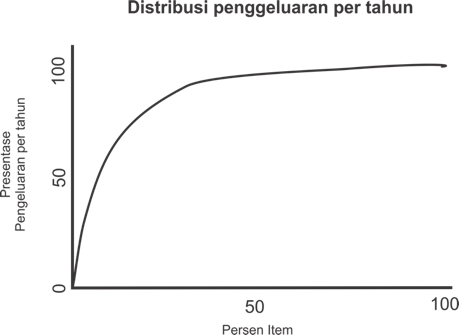 Distribusi penggeluaran per tahun
Presentase
Pengeluaran per tahun
100
50
0
50
100
Persen Item